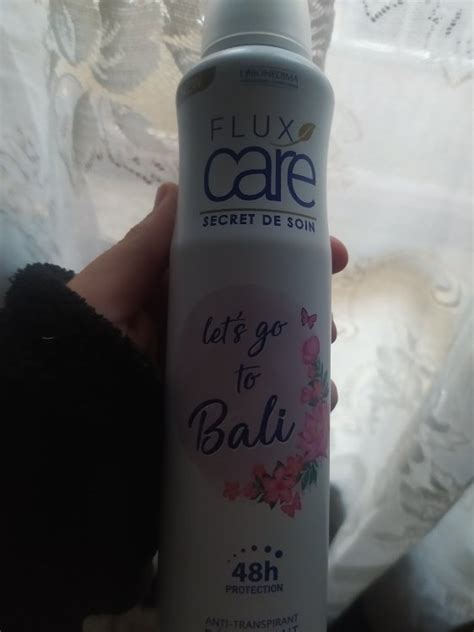 FLUX
care
SECRET DE SOIN
let's go
to
Bali
48h
PROTECTION
ANTI-TRANSPIRANT